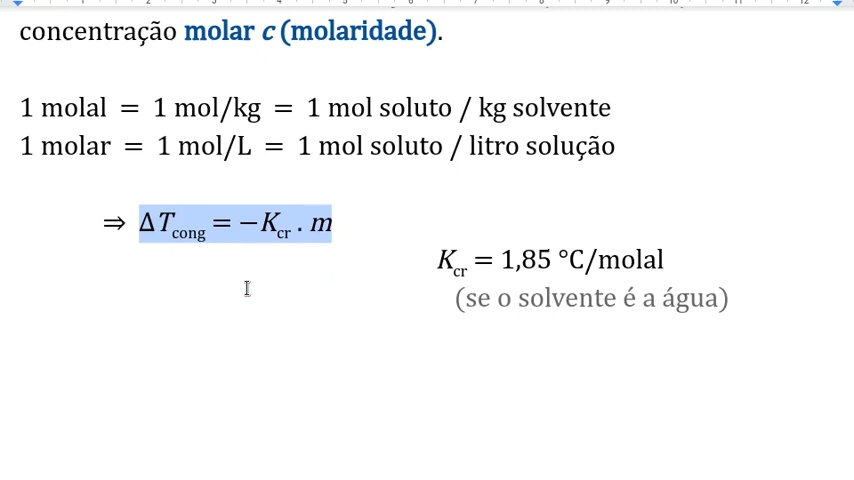 concentração molar c (molaridade).
1 molal = 1 mol/kg = 1 mol soluto / kg solvente
1 molar = 1 mol/L = 1 mol soluto / litro solução
⇒ ΔT_cong = −K_cr . m
K_cr = 1,85 °C/molal
(se o solvente é a água)